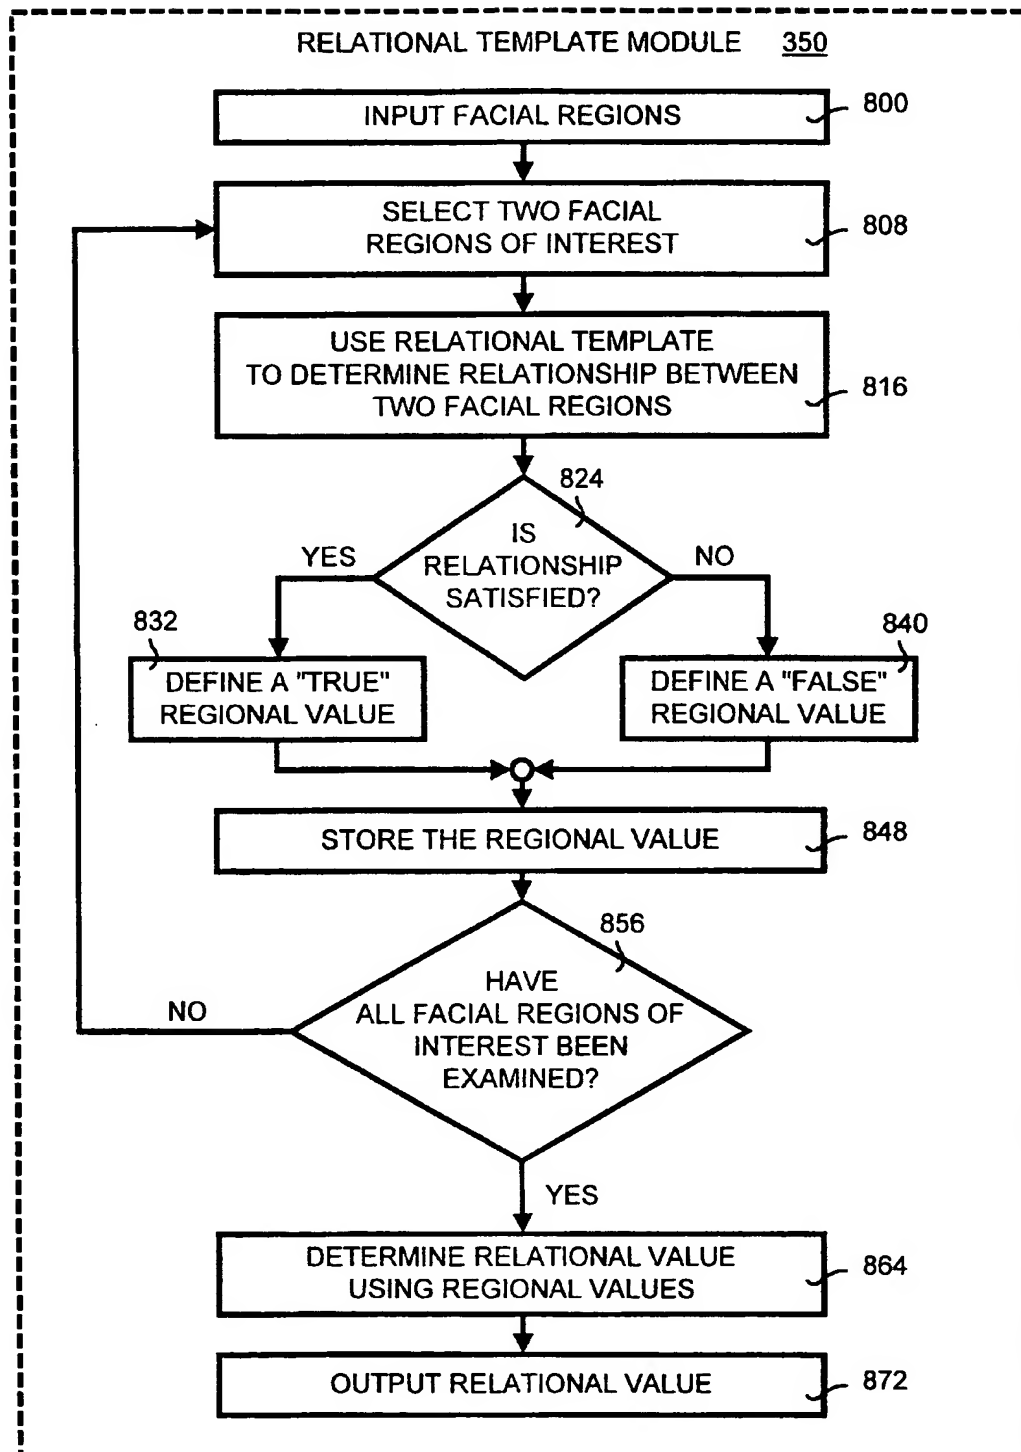 RELATIONAL TEMPLATE MODULE 350
INPUT FACIAL REGIONS
800
SELECT TWO FACIAL
REGIONS OF INTEREST
808
USE RELATIONAL TEMPLATE
TO DETERMINE RELATIONSHIP BETWEEN
TWO FACIAL REGIONS
816
824
IS
RELATIONSHIP
SATISFIED?
YES
NO
832
DEFINE A "TRUE"
REGIONAL VALUE
840
DEFINE A "FALSE"
REGIONAL VALUE
STORE THE REGIONAL VALUE
848
856
HAVE
ALL FACIAL REGIONS OF
INTEREST BEEN
EXAMINED?
NO
YES
DETERMINE RELATIONAL VALUE
USING REGIONAL VALUES
864
OUTPUT RELATIONAL VALUE
872